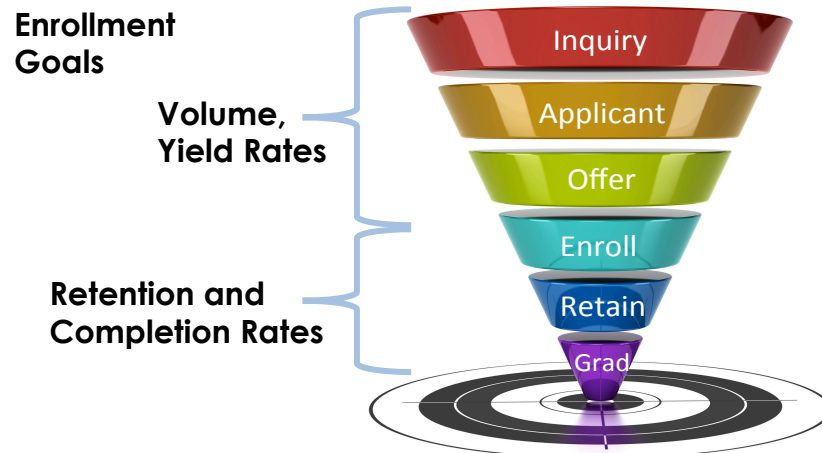 Enrollment
Goals
Volume,
Yield Rates
Retention and
Completion Rates
Inquiry
Applicant
Offer
Enroll
Retain
Grad